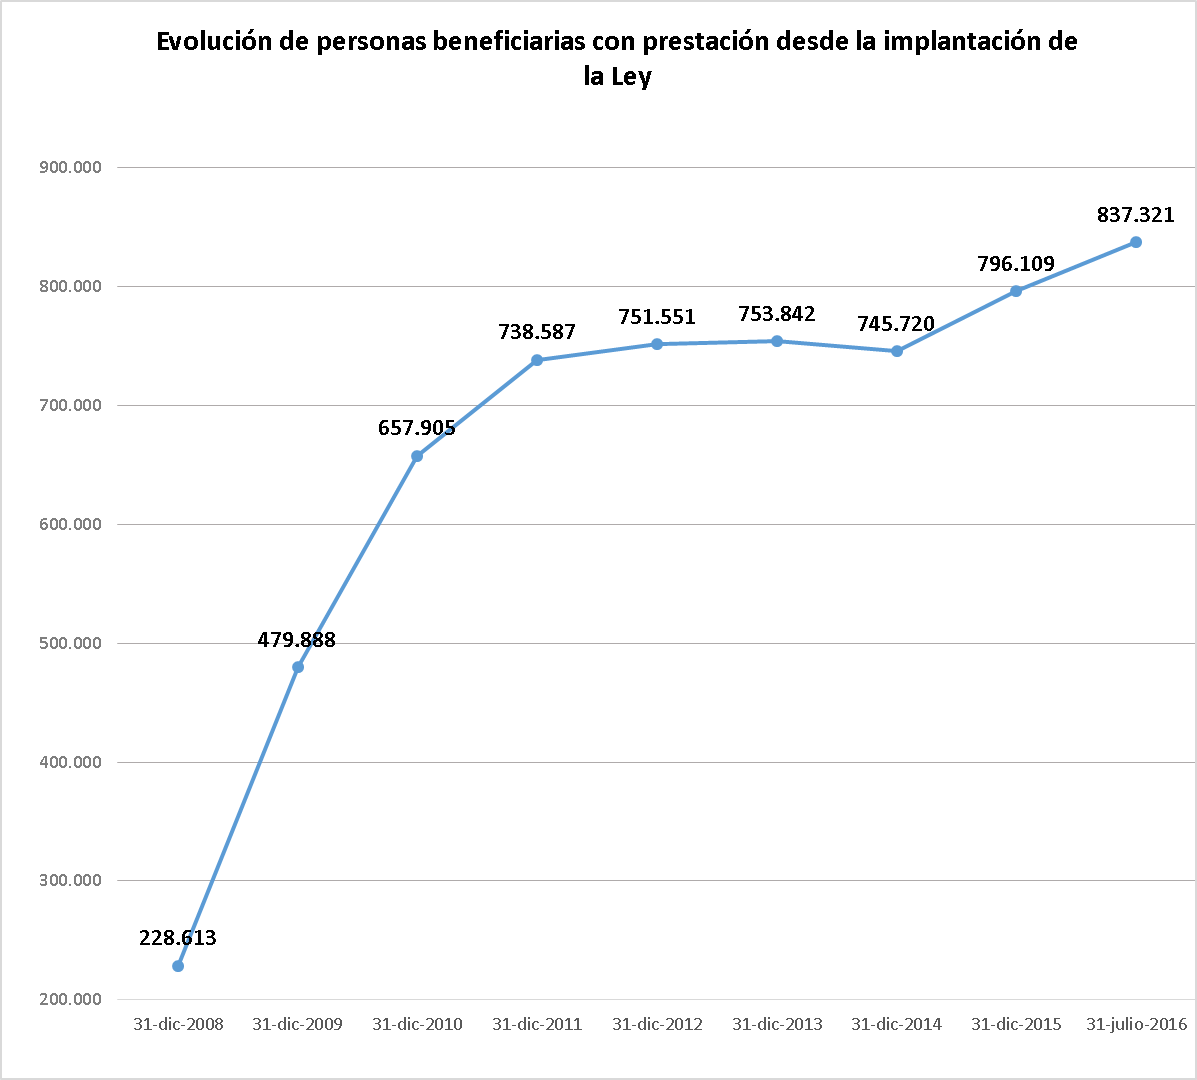 Evolución de personas beneficiarias con prestación desde la implantación de
la Ley
900.000
800.000
700.000
600.000
500.000
400.000
300.000
200.000
228.613
479.888
657.905
738.587
751.551
753.842
745.720
796.109
837.321
31-dic-2008
31-dic-2009
31-dic-2010
31-dic-2011
31-dic-2012
31-dic-2013
31-dic-2014
31-dic-2015
31-julio-2016